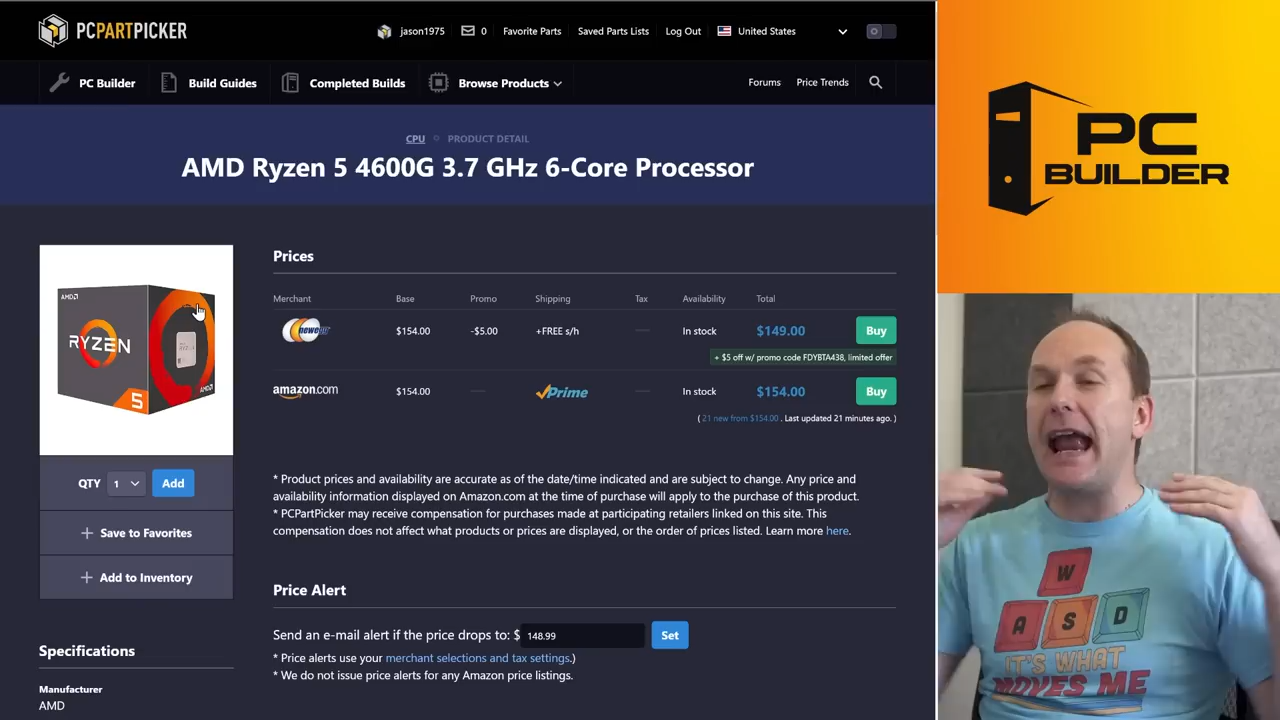 PCPARTPICKER
jason1975
0
Favorite Parts
Saved Parts Lists
Log Out
United States
PC Builder
Build Guides
Completed Builds
Browse Products
Forums
Price Trends
CPU
PRODUCT DETAIL
AMD Ryzen 5 4600G 3.7 GHz 6-Core Processor
AMD
RYZEN
5
AMD
QTY 1 Add
+ Save to Favorites
+ Add to Inventory
Specifications
Manufacturer
AMD
Prices
Merchant Base Promo Shipping Tax Availability Total
newegg $154.00 -$5.00 +FREE s/h — In stock $149.00 Buy
+ $5 off w/ promo code FDYBTA438, limited offer
amazon.com $154.00 — Prime — In stock $154.00 Buy
( 21 new from $154.00 . Last updated 21 minutes ago. )
* Product prices and availability are accurate as of the date/time indicated and are subject to change. Any price and
availability information displayed on Amazon.com at the time of purchase will apply to the purchase of this product.
* PCPartPicker may receive compensation for purchases made at participating retailers linked on this site. This
compensation does not affect what products or prices are displayed, or the order of prices listed. Learn more here.
Price Alert
Send an e-mail alert if the price drops to: $ 148.99 Set
* Price alerts use your merchant selections and tax settings.)
* We do not issue price alerts for any Amazon price listings.
PC
BUILDER
W
A S D
IT'S WHAT
MOVES ME